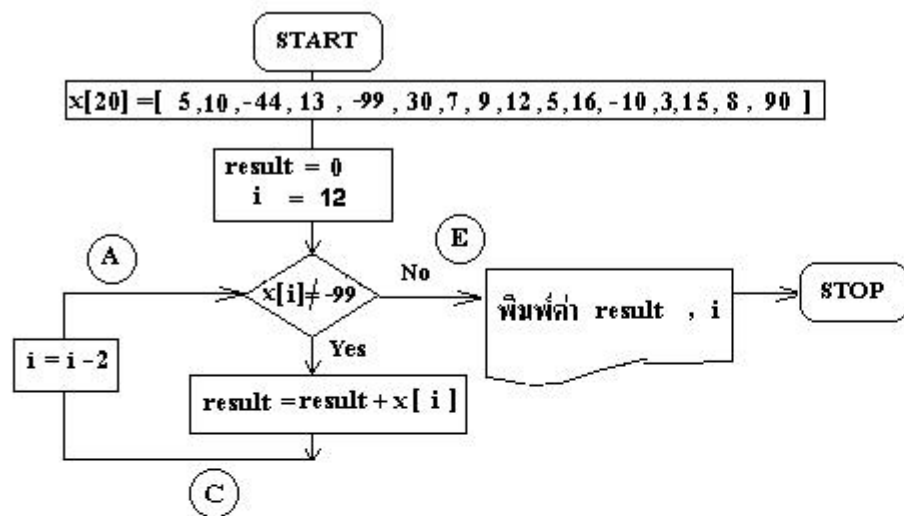 START
x[20] =[ 5 ,10 , -44 , 13 , -99 , 30 , 7 , 9 , 12 , 5 , 16, -10 , 3 , 15 , 8 , 90 ]
result = 0
i = 12
A
E
x[i]≠ -99
No
พิมพ์ค่า result , i
STOP
Yes
i = i - 2
result = result + x[ i ]
C